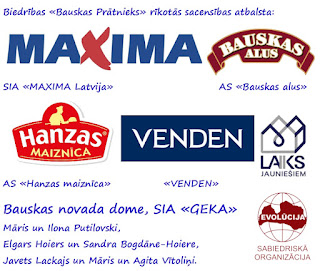 Biedrības «Bauskas Prātnieks» rīkotās sacensības atbalsta:
MAXIMA
BAUSKAS
ALUS
SIA «MAXIMA Latvija»
AS «Bauskas alus»
HANZAS
MAIZNĪCA
VENDEN
LAIKS
JAUNIEŠIEM
AS «Hanzas maiznīca»
«VENDEN»
Bauskas novada dome, SIA «GEKA»
EVOLŪCIJA
Māris un Ilona Putilovski,
Elgars Hoiers un Sandra Bogdāne-Hoiere,
Javets Lackajs un Māris un Agita Vītoliņi.
SABIEDRISKĀ
ORGANIZĀCIJA